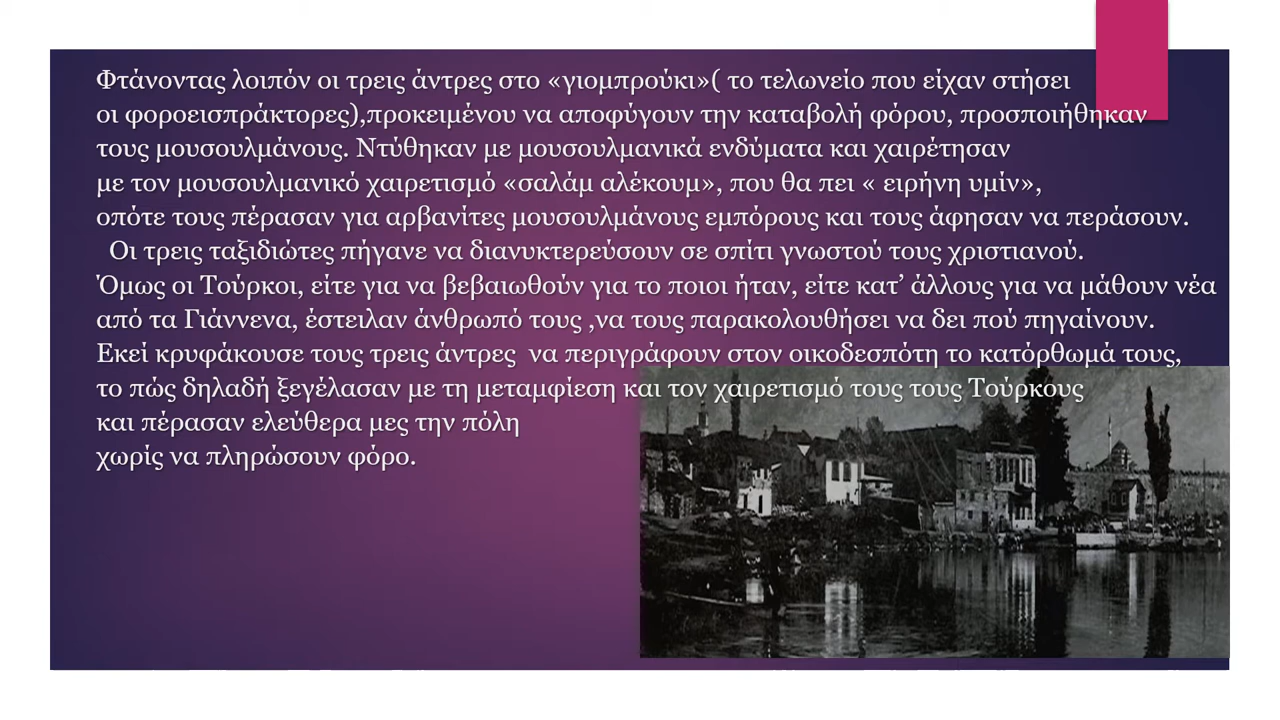 Φτάνοντας λοιπόν οι τρεις άντρες στο «γιομπρούκι»( το τελωνείο που είχαν στήσει
οι φοροεισπράκτορες),προκειμένου να αποφύγουν την καταβολή φόρου, προσποιήθηκαν
τους μουσουλμάνους. Ντύθηκαν με μουσουλμανικά ενδύματα και χαιρέτησαν
με τον μουσουλμανικό χαιρετισμό «σαλάμ αλέκουμ», που θα πει « ειρήνη υμίν»,
οπότε τους πέρασαν για αρβανίτες μουσουλμάνους εμπόρους και τους άφησαν να περάσουν.
Οι τρεις ταξιδιώτες πήγανε να διανυκτερεύσουν σε σπίτι γνωστού τους χριστιανού.
Όμως οι Τούρκοι, είτε για να βεβαιωθούν για το ποιοι ήταν, είτε κατ’ άλλους για να μάθουν νέα
από τα Γιάννενα, έστειλαν άνθρωπό τους ,να τους παρακολουθήσει να δει πού πηγαίνουν.
Εκεί κρυφάκουσε τους τρεις άντρες  να περιγράφουν στον οικοδεσπότη το κατόρθωμά τους,
το πώς δηλαδή ξεγέλασαν με τη μεταμφίεση και τον χαιρετισμό τους τους Τούρκους
και πέρασαν ελεύθερα μες την πόλη
χωρίς να πληρώσουν φόρο.